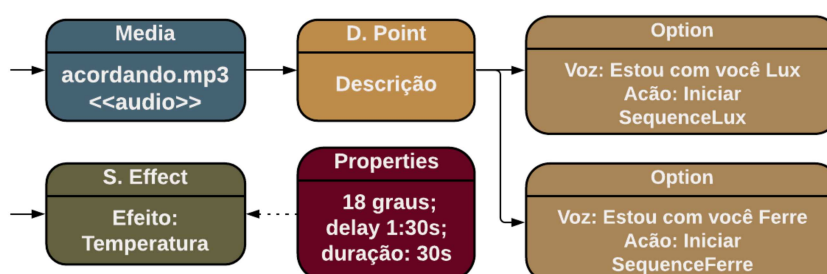 Media
acordando.mp3
<<audio>>
D. Point
Descrição
Option
Voz: Estou com você Lux
Acão: Iniciar
SequenceLux
S. Effect
Efeito:
Temperatura
Properties
18 graus;
delay 1:30s;
duração: 30s
Option
Voz: Estou com você Ferre
Acão: Iniciar
SequenceFerre